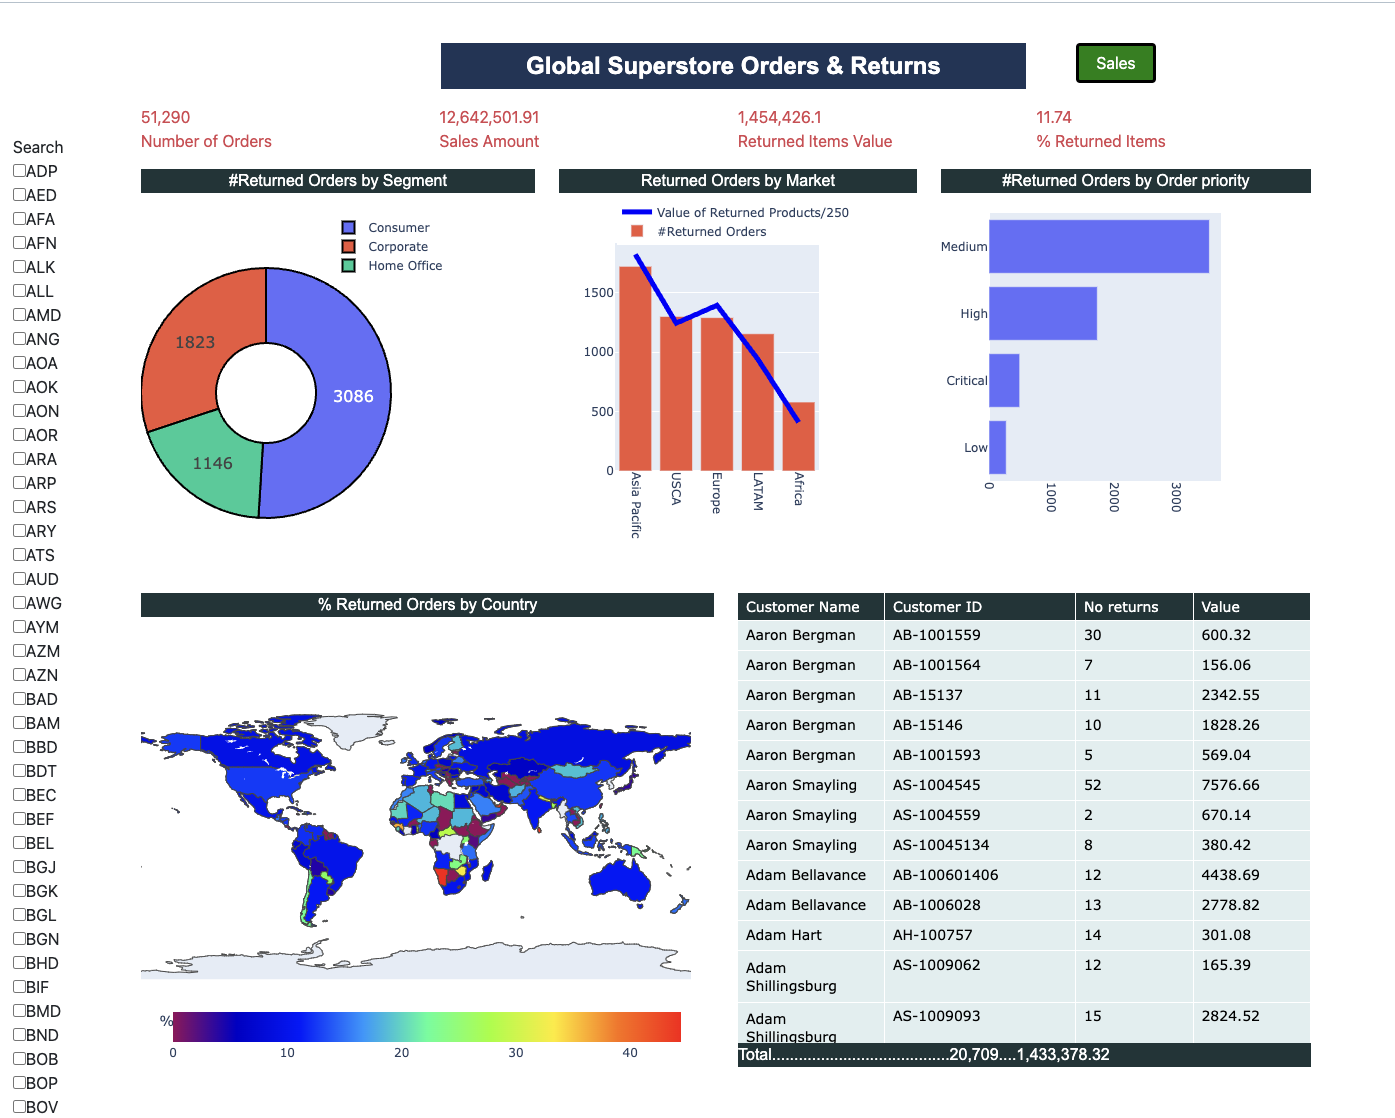 Global Superstore Orders & Returns
Sales
51,290
Number of Orders
12,642,501.91
Sales Amount
1,454,426.1
Returned Items Value
11.74
% Returned Items
Search
ADP
AED
AFA
AFN
ALK
ALL
AMD
ANG
AOA
AOK
AON
AOR
ARA
ARP
ARS
ARY
ATS
AUD
AWG
AYM
AZM
AZN
BAD
BAM
BBD
BDT
BEC
BEF
BEL
BGJ
BGK
BGL
BGN
BHD
BIF
BMD
BND
BOB
BOP
BOV
#Returned Orders by Segment
Consumer
Corporate
Home Office
1823
3086
1146
Returned Orders by Market
Value of Returned Products/250
#Returned Orders
1500
1000
500
0
Asia Pacific
USCA
Europe
LATAM
Africa
#Returned Orders by Order priority
Medium
High
Critical
Low
0
1000
2000
3000
% Returned Orders by Country
%
0 10 20 30 40
Customer Name Customer ID No returns Value
Aaron Bergman AB-1001559 30 600.32
Aaron Bergman AB-1001564 7 156.06
Aaron Bergman AB-15137 11 2342.55
Aaron Bergman AB-15146 10 1828.26
Aaron Bergman AB-1001593 5 569.04
Aaron Smayling AS-1004545 52 7576.66
Aaron Smayling AS-1004559 2 670.14
Aaron Smayling AS-10045134 8 380.42
Adam Bellavance AB-100601406 12 4438.69
Adam Bellavance AB-1006028 13 2778.82
Adam Hart AH-100757 14 301.08
Adam AS-1009062 12 165.39
Shillingsburg
Adam AS-1009093 15 2824.52
Shillingsburg
Total........................................20,709....1,433,378.32